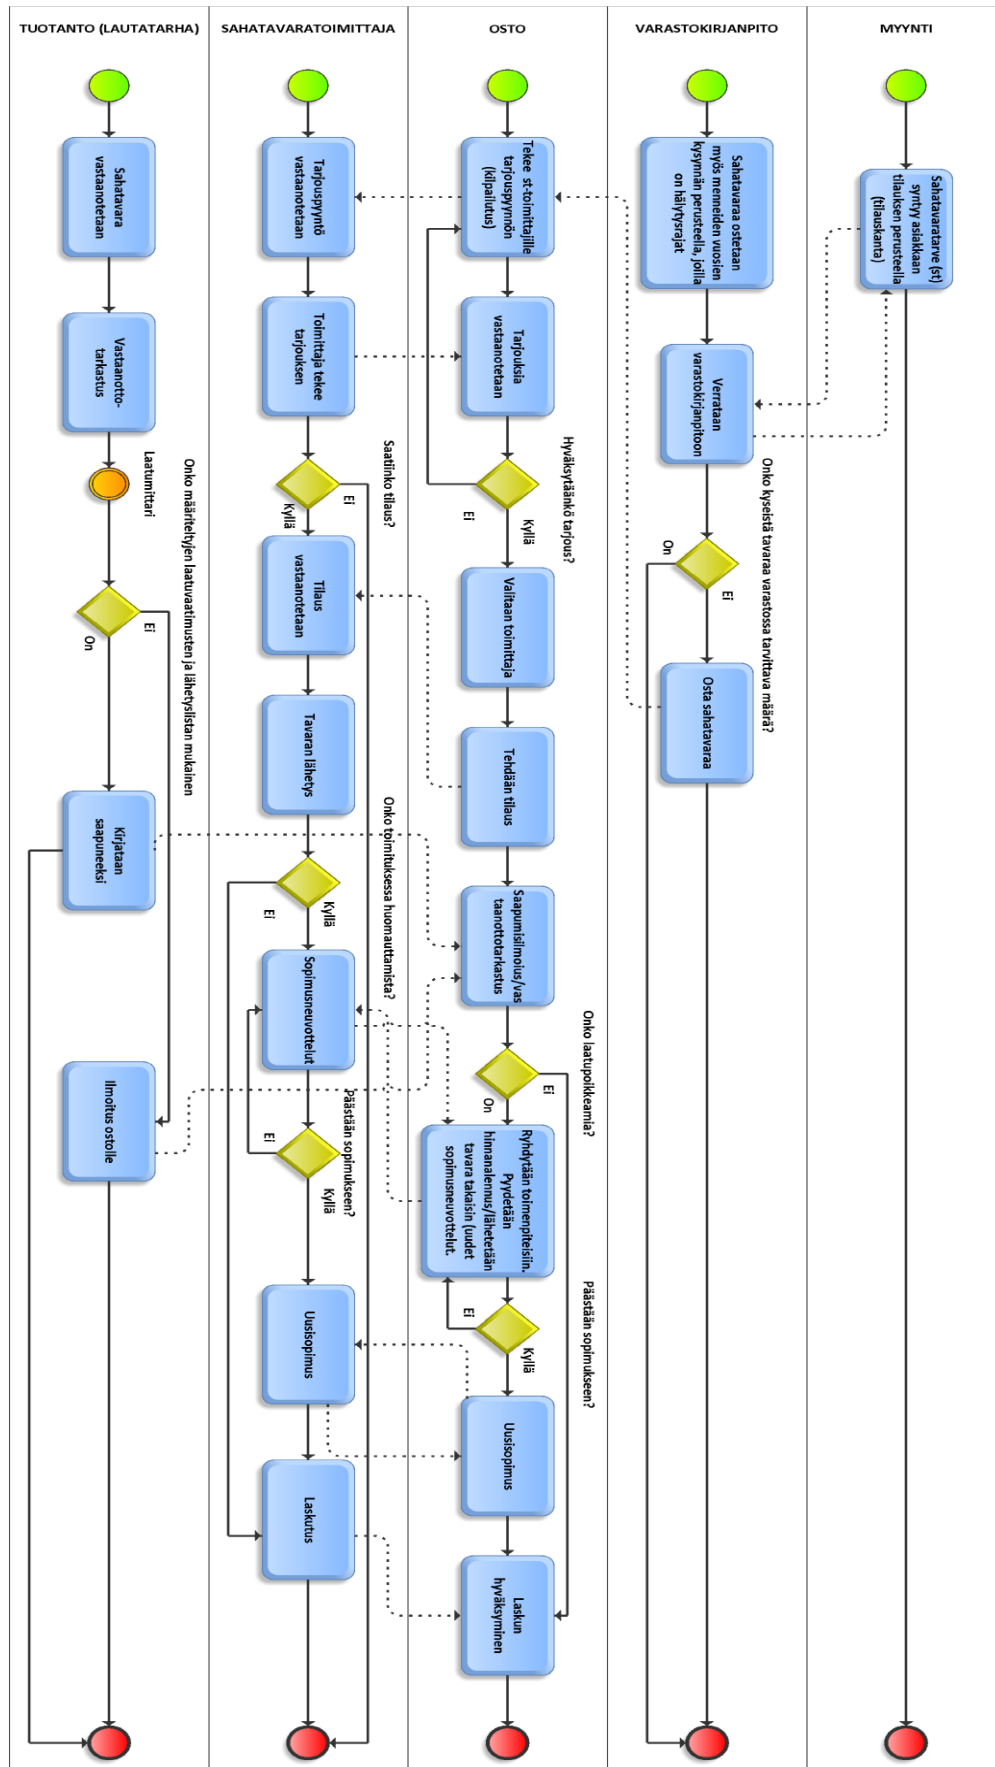 TUOTANTO (LAUTATARHA)
SAHATAVARATOIMITTAJA
OSTO
VARASTOKIRJANPITO
MYYNTI
Sahatavaratarve (st)
syntyy asiakkaan
tilauksen perusteella
(tilauskanta)
Sahatavaraa ostetaan
myös menneiden vuosien
kysynnän perusteella, joilla
on hälytysrajat
Verrataan
varastokirjanpitoon
Onko kyseistä tavaraa varastossa tarvittava määrä?
Ei
On
Osta sahatavaraa
Tekee st-toimittajille
tarjouspyynnön
(kilpailutus)
Tarjouksia
vastaanotetaan
Hyväksytäänkö tarjous?
Kyllä
Ei
Valitaan toimittaja
Tehdään tilaus
Saapumisilmoius/vas
taanottotarkastus
Onko laatupoikkeamia?
Ei
On
Ryhdytään toimenpiteisiin.
Pyydetään
hinnanalennus/lähetetään
tavara takaisin (uudet
sopimusneuvottelut.
Päästään sopimukseen?
Kyllä
Ei
Uusisopimus
Laskun
hyväksyminen
Tarjouspyyntö
vastaanotetaan
Toimittaja tekee
tarjouksen
Saatiinko tilaus?
Ei
Kyllä
Tilaus
vastaanotetaan
Tavaran lähetys
Onko toimituksessa huomauttamista?
Kyllä
Ei
Sopimusneuvottelut
Päästään sopimukseen?
Kyllä
Ei
Uusisopimus
Laskutus
Sahatavara
vastaanotetaan
Vastaanotto-
tarkastus
Laatumittari
Onko määriteltyjen laatuvaatimusten ja lähetyslistan mukainen
Ei
On
Kirjataan
saapuneeksi
Ilmoitus ostolle